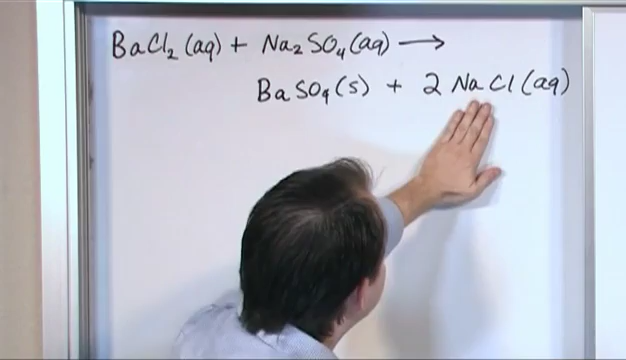 BaCl₂(aq) + Na₂SO₄(aq) ⟶
BaSO₄(s) + 2 NaCl(aq)